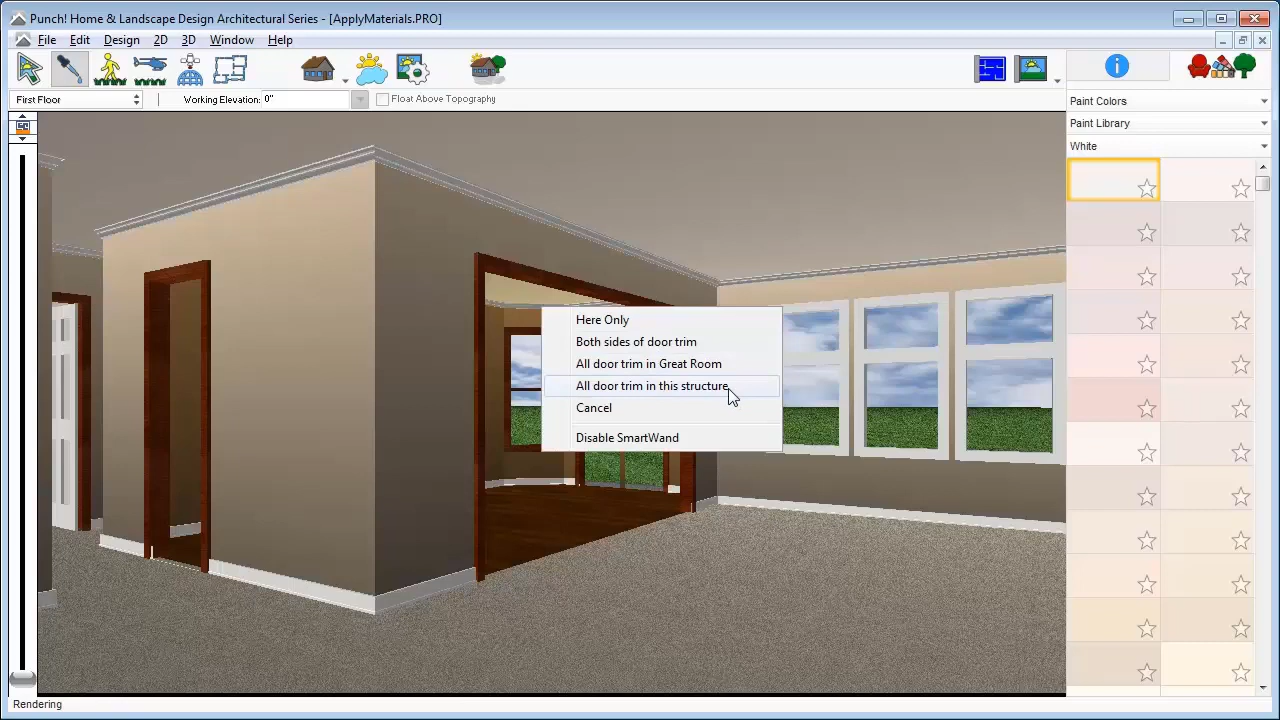 Punch! Home & Landscape Design Architectural Series - [ApplyMaterials.PRO]
File Edit Design 2D 3D Window Help
First Floor
Working Elevation: 0"
Float Above Topography
Paint Colors
Paint Library
White
Here Only
Both sides of door trim
All door trim in Great Room
All door trim in this structure
Cancel
Disable SmartWand
Rendering